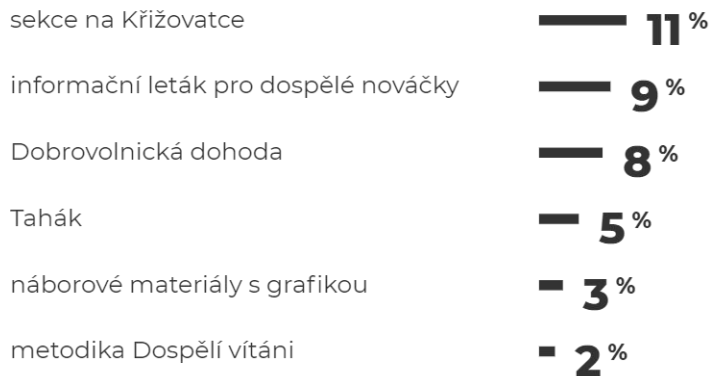 sekce na Křižovatce 11 %
informační leták pro dospělé nováčky 9 %
Dobrovolnická dohoda 8 %
Tahák 5 %
náborové materiály s grafikou 3 %
metodika Dospělí vítáni 2 %